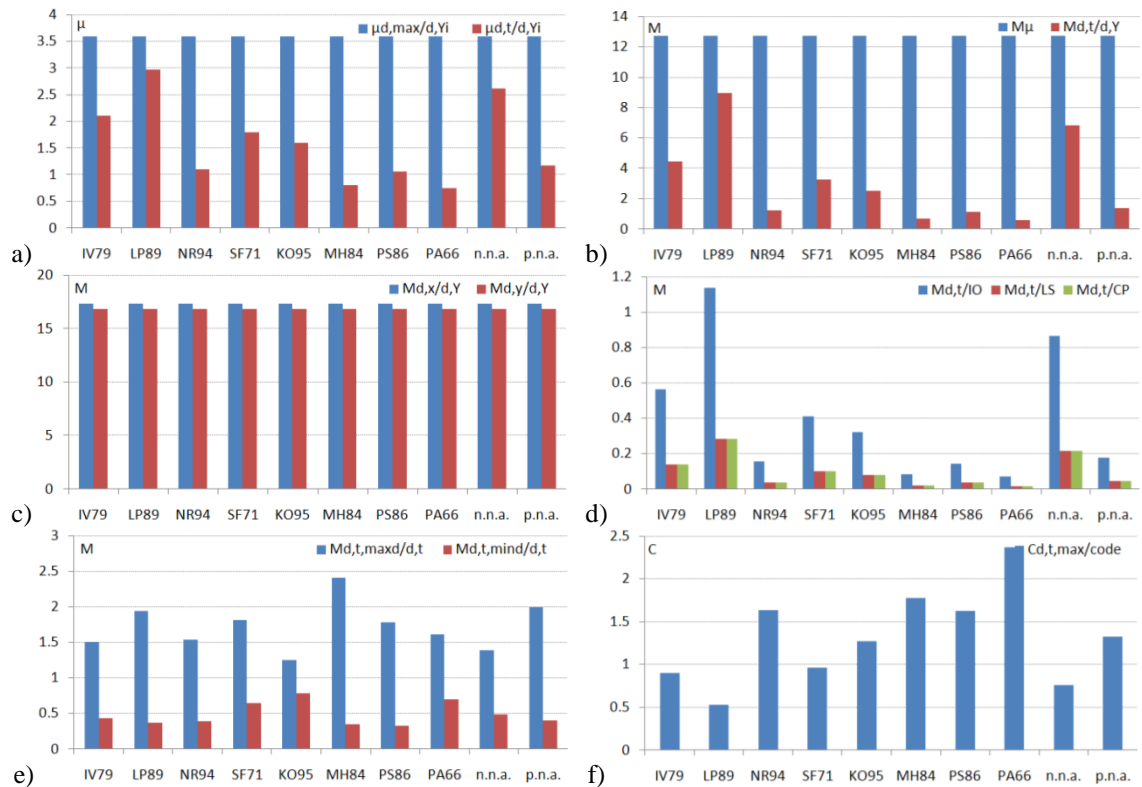 4
3.5
3
2.5
2
1.5
1
0.5
0
μ
μd,max/d,Yi
μd,t/d,Yi
IV79 LP89 NR94 SF71 KO95 MH84 PS86 PA66 n.n.a. p.n.a.
a)
14
12
10
8
6
4
2
0
M
Mμ
Md,t/d,Y
IV79 LP89 NR94 SF71 KO95 MH84 PS86 PA66 n.n.a. p.n.a.
b)
20
15
10
5
0
M
Md,x/d,Y
Md,y/d,Y
IV79 LP89 NR94 SF71 KO95 MH84 PS86 PA66 n.n.a. p.n.a.
c)
1.2
1
0.8
0.6
0.4
0.2
0
M
Md,t/IO
Md,t/LS
Md,t/CP
IV79 LP89 NR94 SF71 KO95 MH84 PS86 PA66 n.n.a. p.n.a.
d)
3
2.5
2
1.5
1
0.5
0
M
Md,t,maxd/d,t
Md,t,mind/d,t
IV79 LP89 NR94 SF71 KO95 MH84 PS86 PA66 n.n.a. p.n.a.
e)
2.5
2
1.5
1
0.5
0
C
Cd,t,max/code
IV79 LP89 NR94 SF71 KO95 MH84 PS86 PA66 n.n.a. p.n.a.
f)